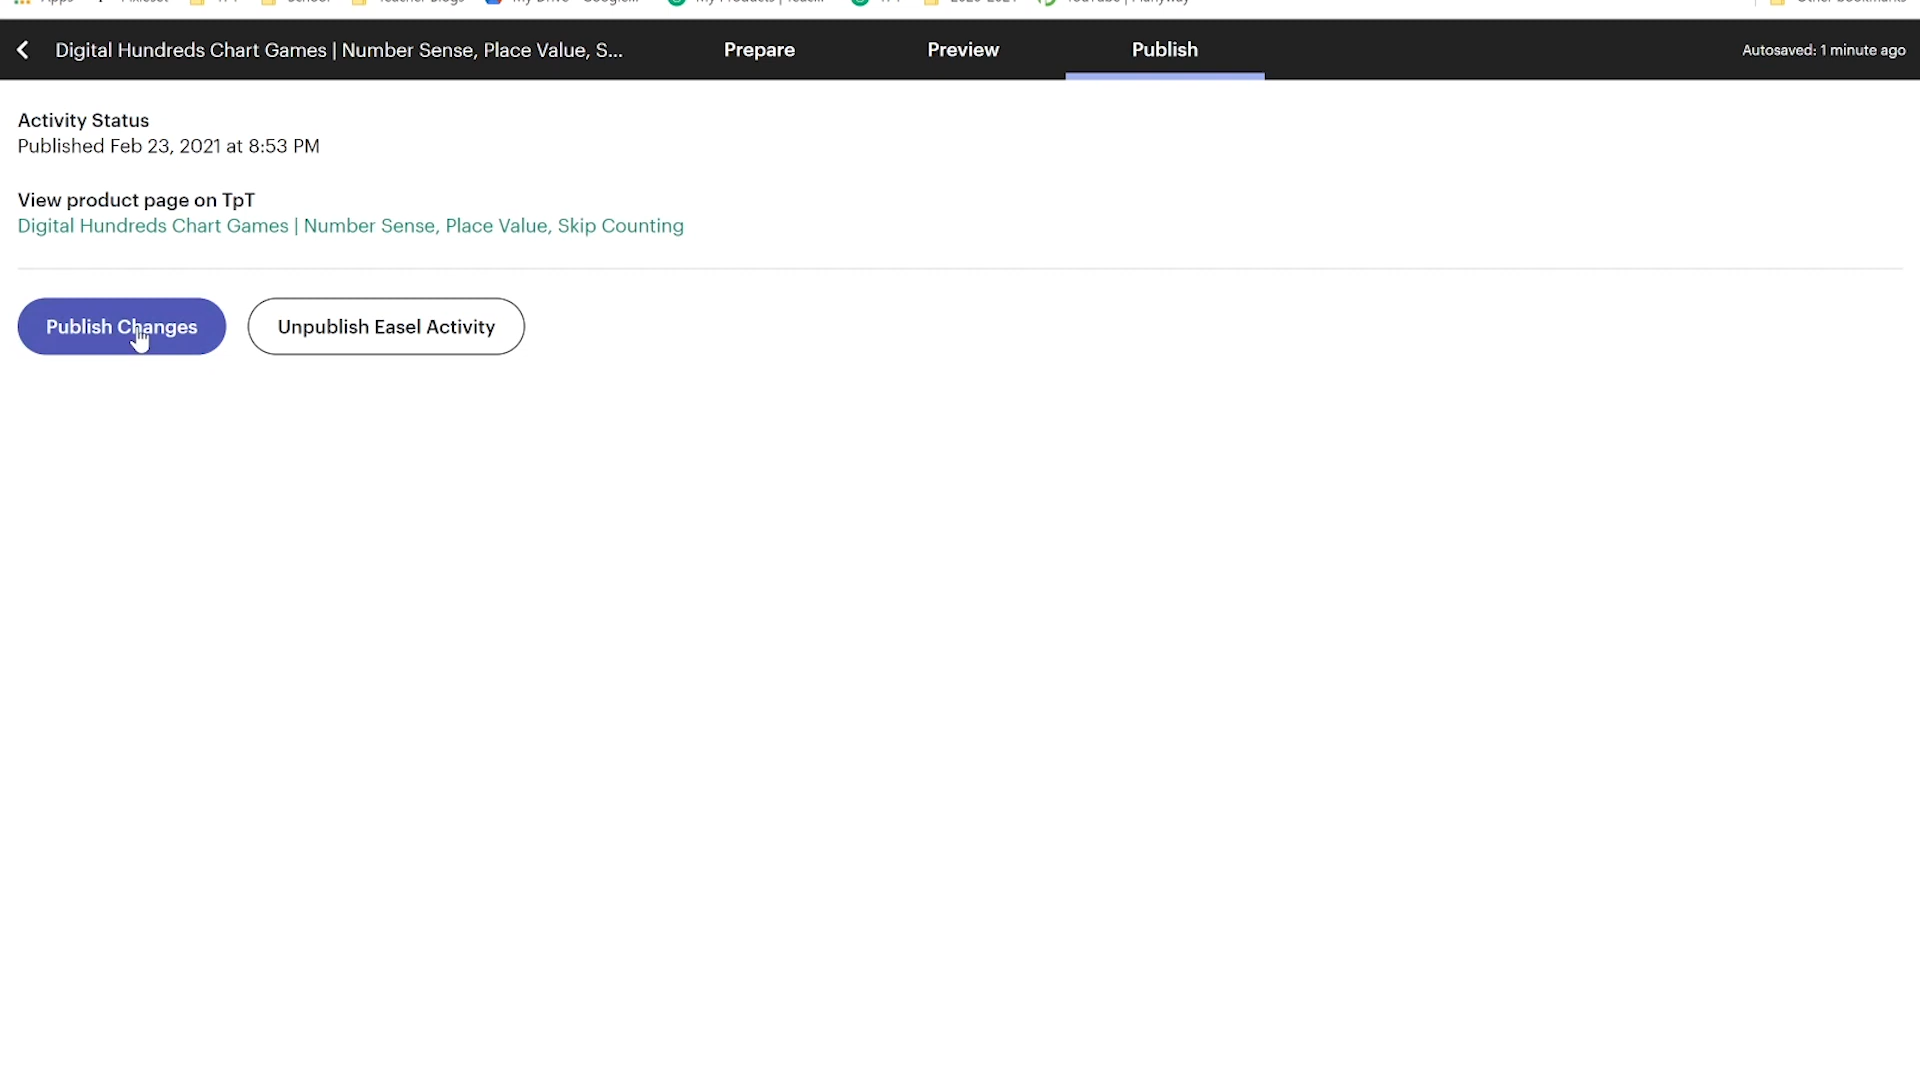 Digital Hundreds Chart Games | Number Sense, Place Value, S...
Prepare
Preview
Publish
Autosaved: 1 minute ago
Activity Status
Published Feb 23, 2021 at 8:53 PM
View product page on TpT
Digital Hundreds Chart Games | Number Sense, Place Value, Skip Counting
Publish Changes
Unpublish Easel Activity